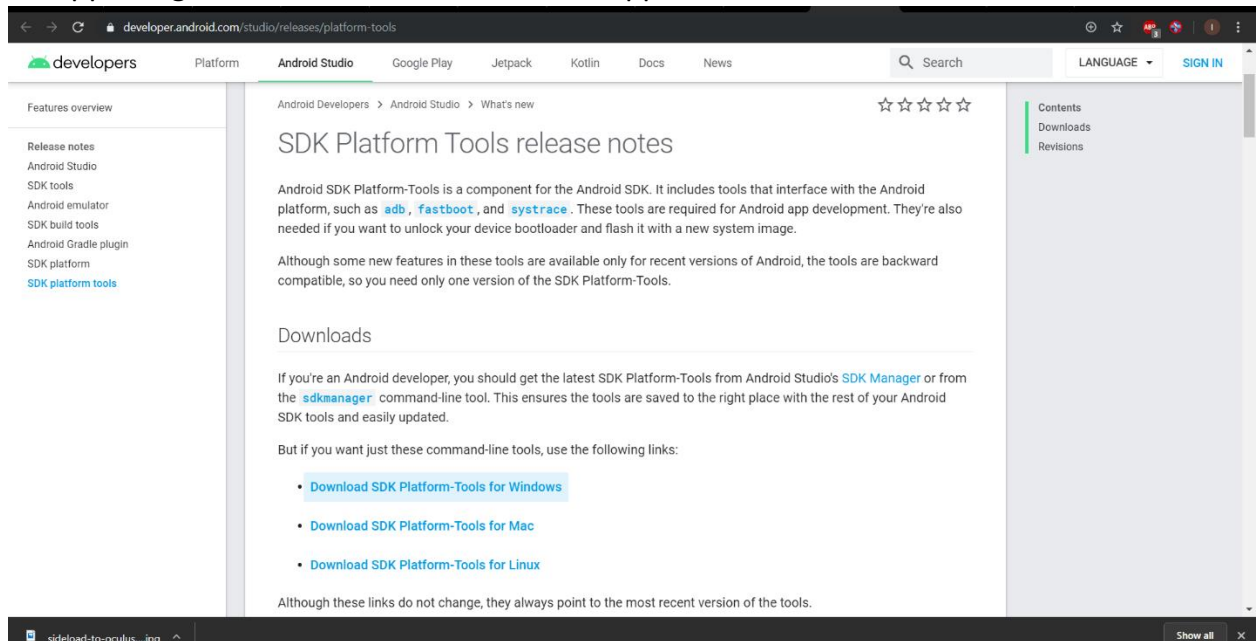 developer.android.com/studio/releases/platform-tools
ABP
3
I
developers
Platform
Android Studio
Google Play
Jetpack
Kotlin
Docs
News
Search
LANGUAGE
SIGN IN
Features overview
Release notes
Android Studio
SDK tools
Android emulator
SDK build tools
Android Gradle plugin
SDK platform
SDK platform tools
Android Developers > Android Studio > What's new
SDK Platform Tools release notes
Android SDK Platform-Tools is a component for the Android SDK. It includes tools that interface with the Android
platform, such as adb, fastboot, and systrace. These tools are required for Android app development. They're also
needed if you want to unlock your device bootloader and flash it with a new system image.
Although some new features in these tools are available only for recent versions of Android, the tools are backward
compatible, so you need only one version of the SDK Platform-Tools.
Downloads
If you're an Android developer, you should get the latest SDK Platform-Tools from Android Studio's SDK Manager or from
the sdkmanager command-line tool. This ensures the tools are saved to the right place with the rest of your Android
SDK tools and easily updated.
But if you want just these command-line tools, use the following links:
• Download SDK Platform-Tools for Windows
• Download SDK Platform-Tools for Mac
• Download SDK Platform-Tools for Linux
Although these links do not change, they always point to the most recent version of the tools.
Contents
Downloads
Revisions
sideload-to-oculus....jpg
Show all